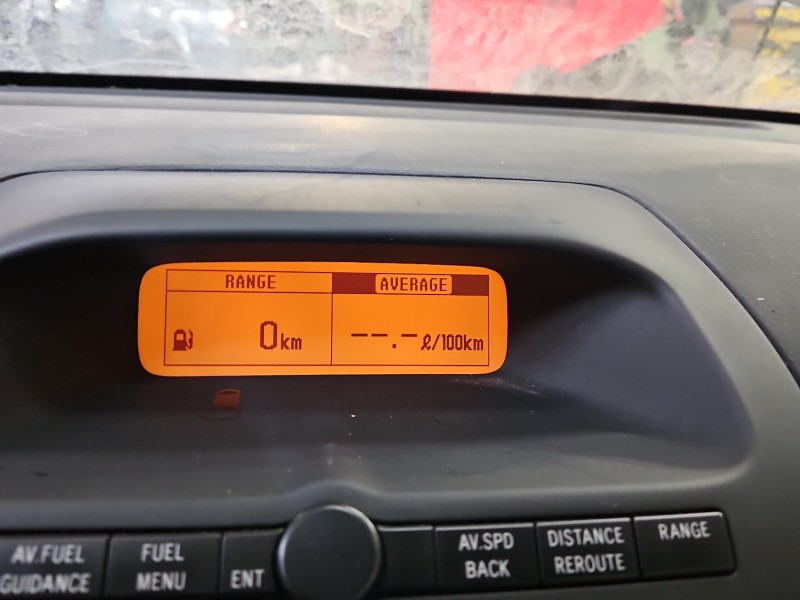 RANGE AVERAGE
0km --.- ℓ/100km
AV.FUEL FUEL AV.SPD DISTANCE RANGE
GUIDANCE MENU ENT BACK REROUTE